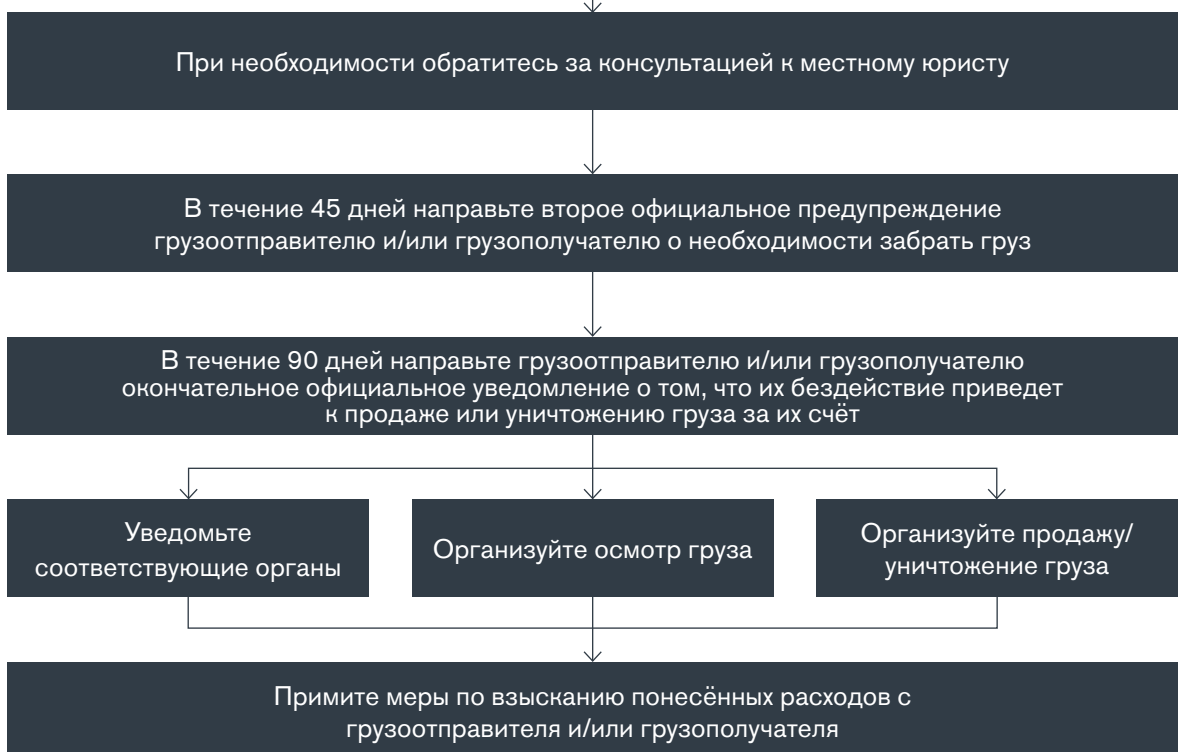 При необходимости обратитесь за консультацией к местному юристу
В течение 45 дней направьте второе официальное предупреждение
грузоотправителю и/или грузополучателю о необходимости забрать груз
В течение 90 дней направьте грузоотправителю и/или грузополучателю
окончательное официальное уведомление о том, что их бездействие приведет
к продаже или уничтожению груза за их счёт
Уведомьте
соответствующие органы
Организуйте осмотр груза
Организуйте продажу/
уничтожение груза
Примите меры по взысканию понесённых расходов с
грузоотправителя и/или грузополучателя